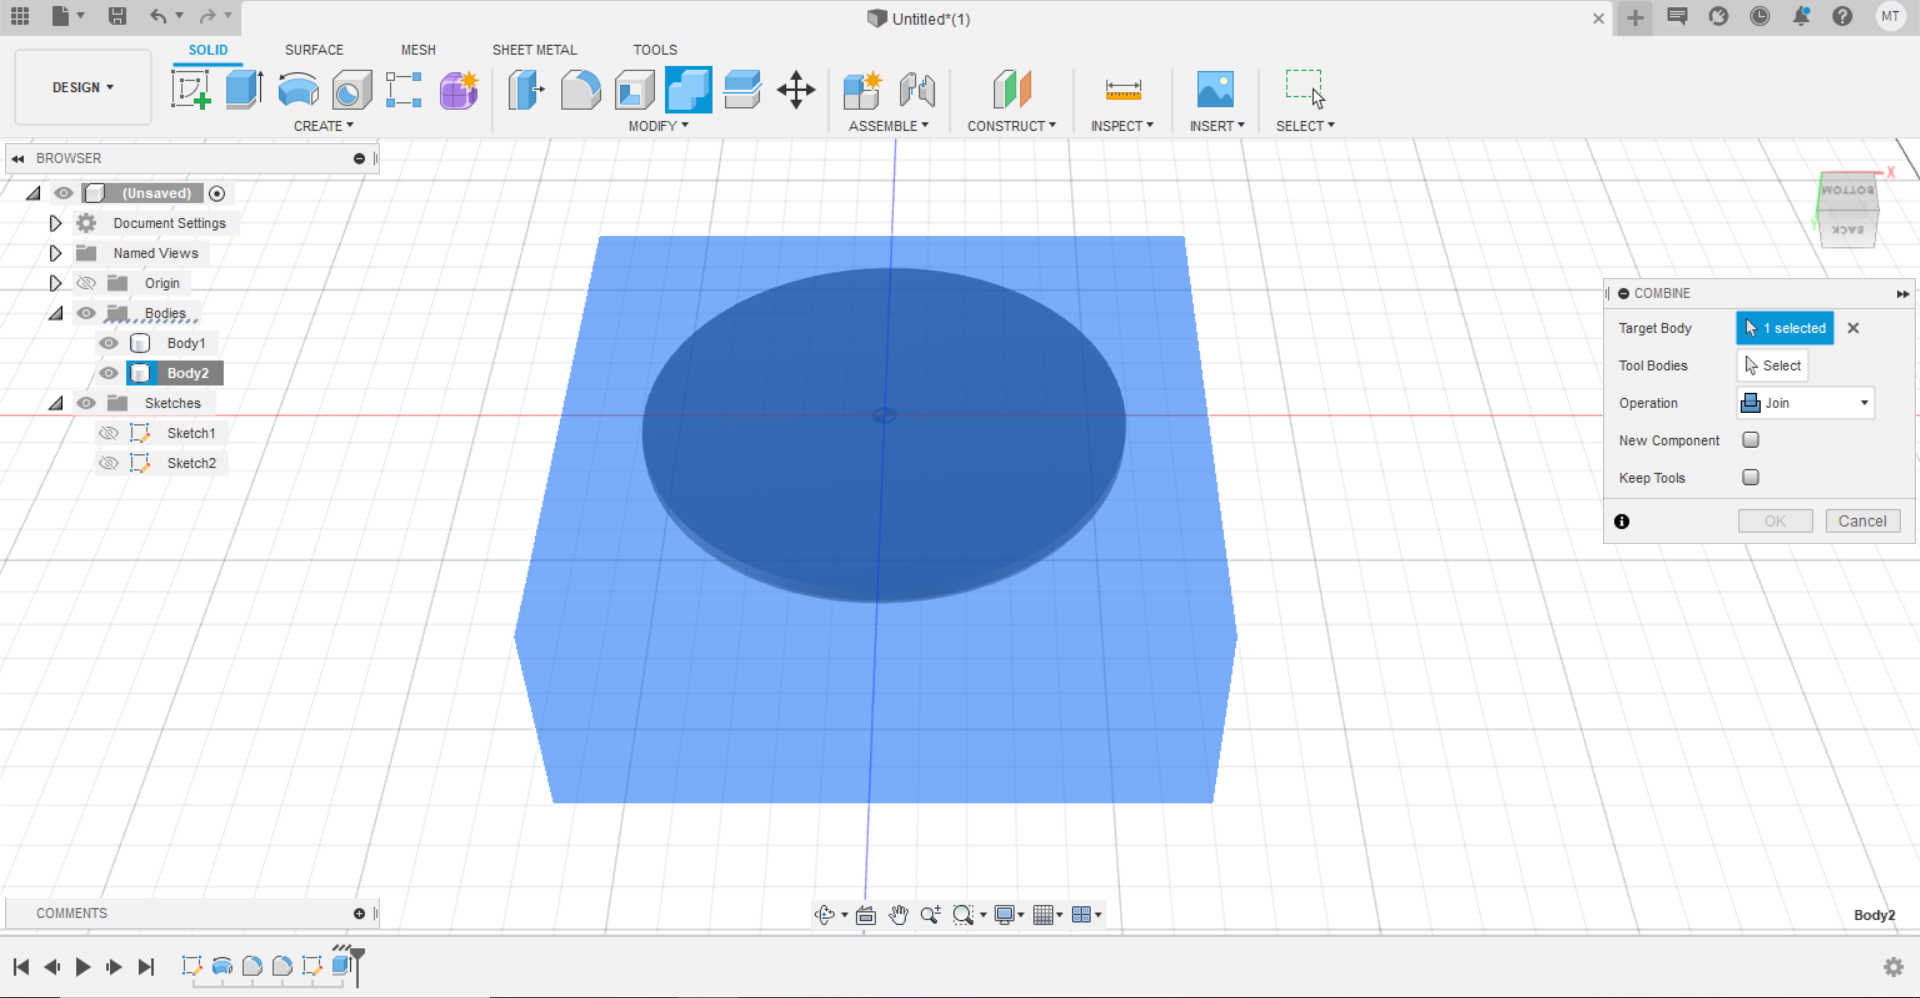 Untitled*(1)
MT
DESIGN
SOLID
SURFACE
MESH
SHEET METAL
TOOLS
CREATE
MODIFY
ASSEMBLE
CONSTRUCT
INSPECT
INSERT
SELECT
BROWSER
(Unsaved)
Document Settings
Named Views
Origin
Bodies
Body1
Body2
Sketches
Sketch1
Sketch2
X
BOTTOM
BACK
Y
COMBINE
Target Body
1 selected
Tool Bodies
Select
Operation
Join
New Component
Keep Tools
OK
Cancel
COMMENTS
Body2